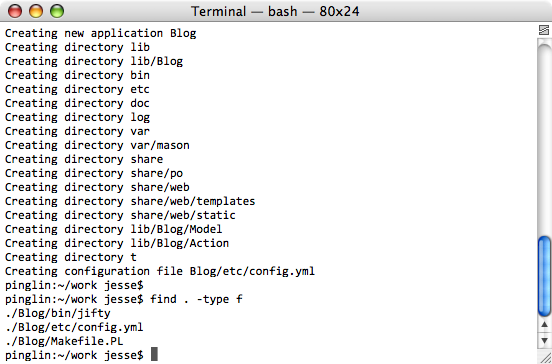 Terminal — bash — 80x24
Creating new application Blog
Creating directory lib
Creating directory lib/Blog
Creating directory bin
Creating directory etc
Creating directory doc
Creating directory log
Creating directory var
Creating directory var/mason
Creating directory share
Creating directory share/po
Creating directory share/web
Creating directory share/web/templates
Creating directory share/web/static
Creating directory lib/Blog/Model
Creating directory lib/Blog/Action
Creating directory t
Creating configuration file Blog/etc/config.yml
pinglin:~/work jesse$
pinglin:~/work jesse$ find . -type f
./Blog/bin/jifty
./Blog/etc/config.yml
./Blog/Makefile.PL
pinglin:~/work jesse$